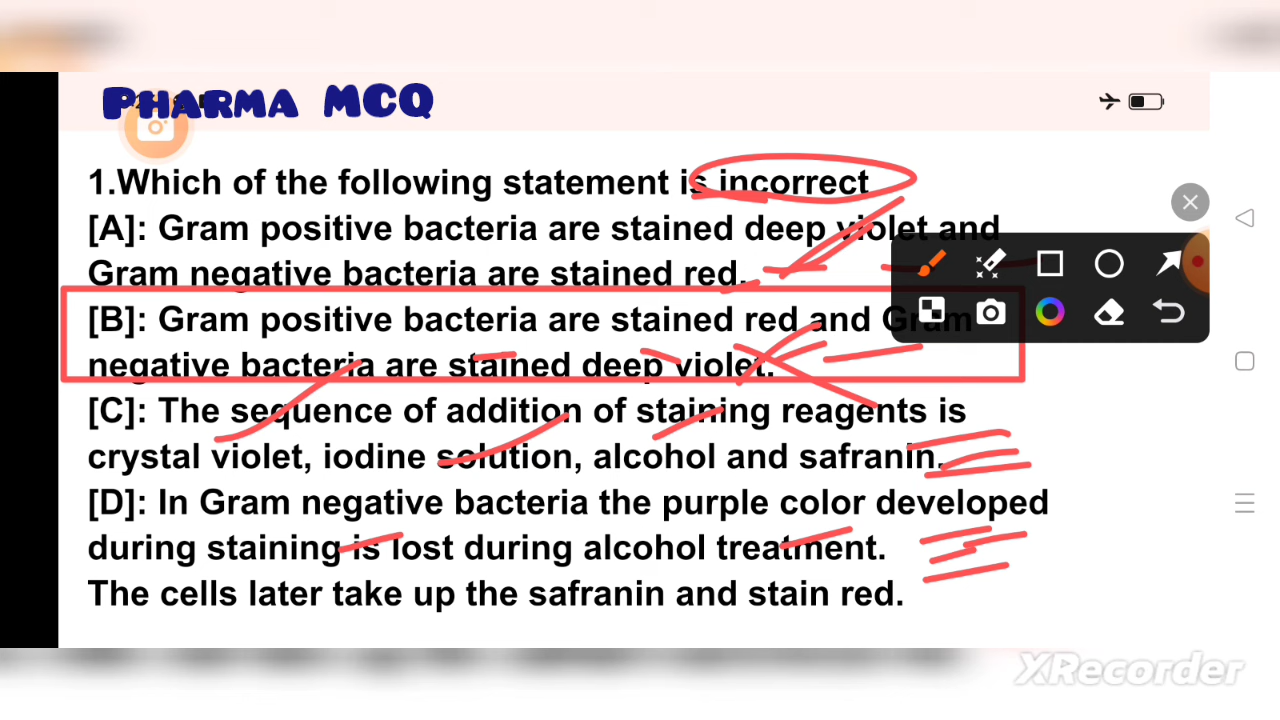 PHARMA MCQ
1.Which of the following statement is incorrect
[A]: Gram positive bacteria are stained deep violet and
Gram negative bacteria are stained red.
[B]: Gram positive bacteria are stained red and Gram
negative bacteria are stained deep violet.
[C]: The sequence of addition of staining reagents is
crystal violet, iodine solution, alcohol and safranin.
[D]: In Gram negative bacteria the purple color developed
during staining is lost during alcohol treatment.
The cells later take up the safranin and stain red.
XRecorder